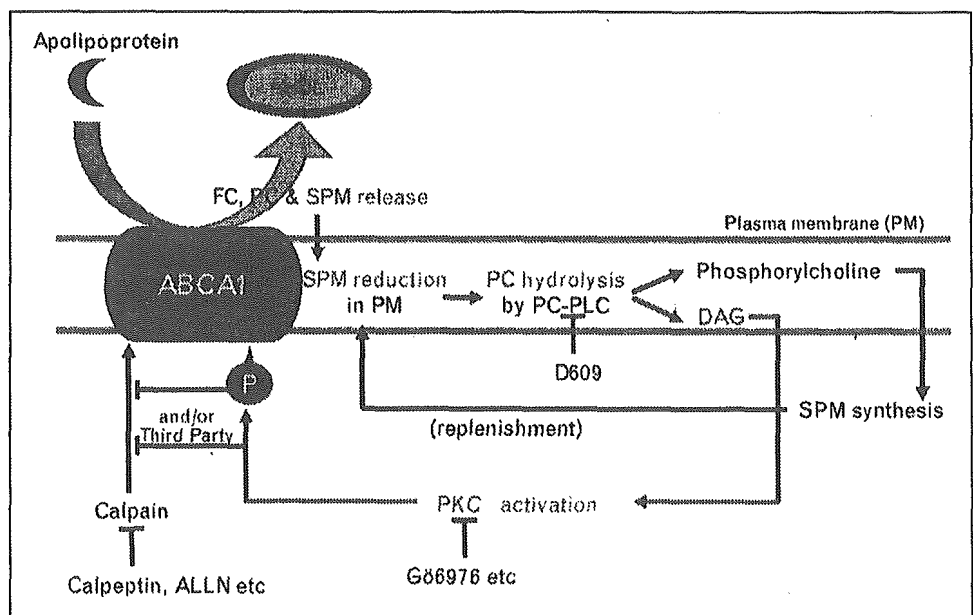 Apolipoprotein
FC, PC & SPM release
Plasma membrane (PM)
ABCA1
SPM reduction
in PM
PC hydrolysis
by PC-PLC
Phosphorylcholine
DAG
P
D609
SPM synthesis
and/or
Third Party
(replenishment)
Calpain
PKC activation
Calpeptin, ALLN etc
Gö6976 etc